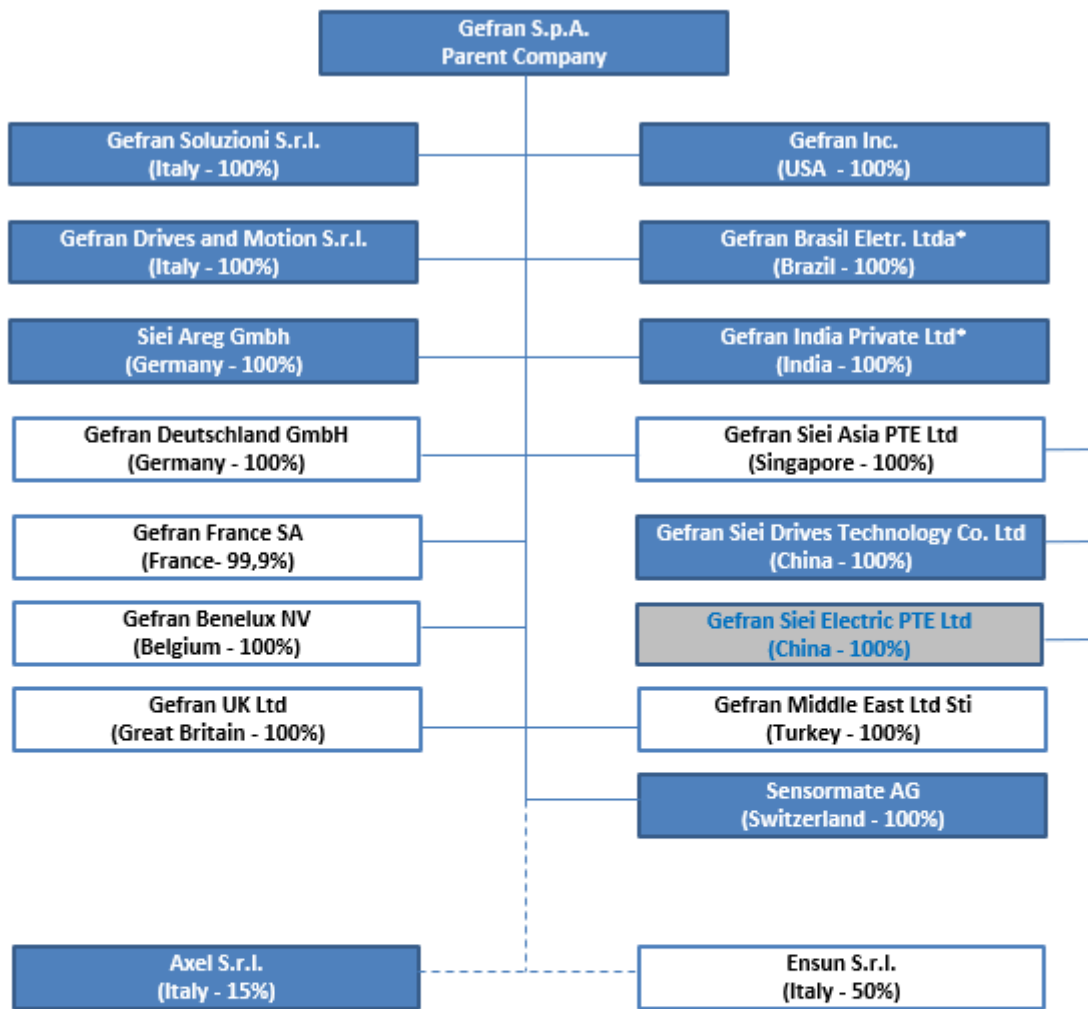 Gefran S.p.A.
Parent Company
Gefran Soluzioni S.r.l.
(Italy - 100%)
Gefran Inc.
(USA - 100%)
Gefran Drives and Motion S.r.l.
(Italy - 100%)
Gefran Brasil Eletr. Ltda*
(Brazil - 100%)
Siei Areg Gmbh
(Germany - 100%)
Gefran India Private Ltd*
(India - 100%)
Gefran Deutschland GmbH
(Germany - 100%)
Gefran Siei Asia PTE Ltd
(Singapore - 100%)
Gefran France SA
(France- 99,9%)
Gefran Siei Drives Technology Co. Ltd
(China - 100%)
Gefran Benelux NV
(Belgium - 100%)
Gefran Siei Electric PTE Ltd
(China - 100%)
Gefran UK Ltd
(Great Britain - 100%)
Gefran Middle East Ltd Sti
(Turkey - 100%)
Sensormate AG
(Switzerland - 100%)
Axel S.r.l.
(Italy - 15%)
Ensun S.r.l.
(Italy - 50%)